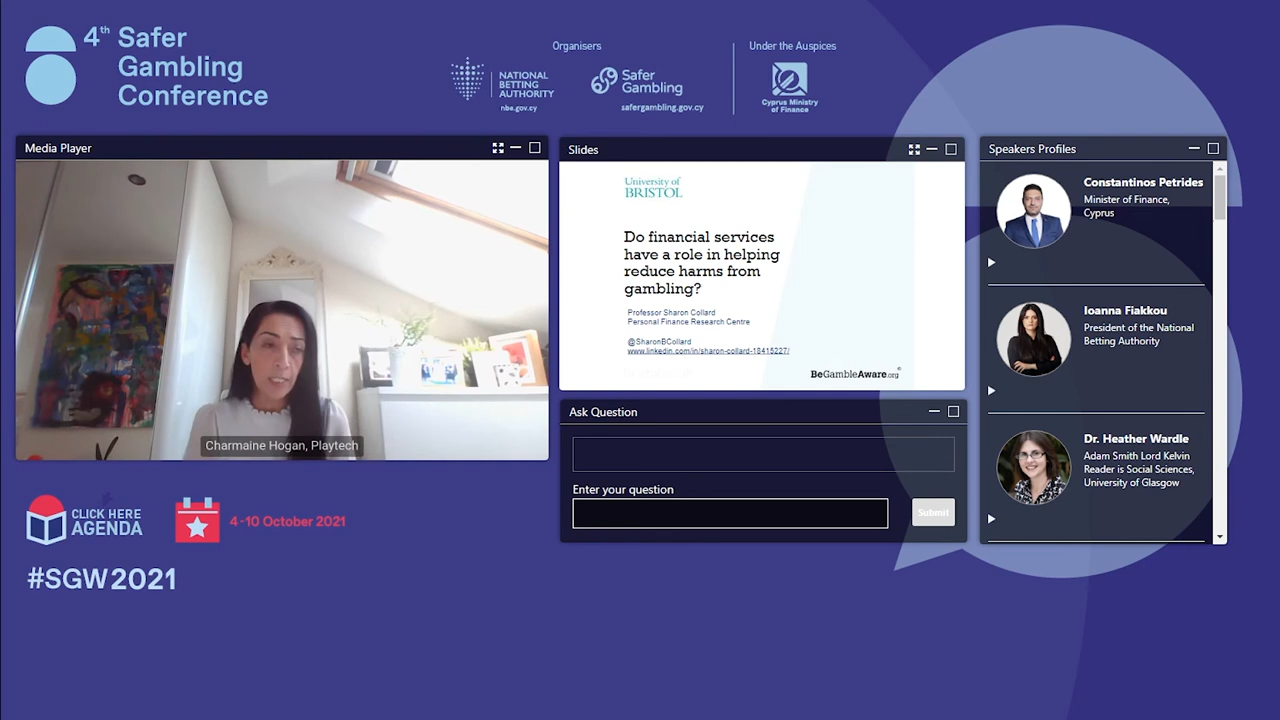 4th Safer
Gambling
Conference
Organisers
NATIONAL
BETTING
AUTHORITY
nba.gov.cy
Safer
Gambling
safergambling.gov.cy
Under the Auspices
Cyprus Ministry
of Finance
Media Player
Charmaine Hogan, Playtech
Slides
University of
BRISTOL
Do financial services
have a role in helping
reduce harms from
gambling?
Professor Sharon Collard
Personal Finance Research Centre
@SharonBCollard
www.linkedin.com/in/sharon-collard-18415227/
BeGambleAware.org®
Ask Question
Enter your question
Submit
Speakers Profiles
Constantinos Petrides
Minister of Finance,
Cyprus
Ioanna Fiakkou
President of the National
Betting Authority
Dr. Heather Wardle
Adam Smith Lord Kelvin
Reader is Social Sciences,
University of Glasgow
CLICK HERE
AGENDA
4-10 October 2021
#SGW2021